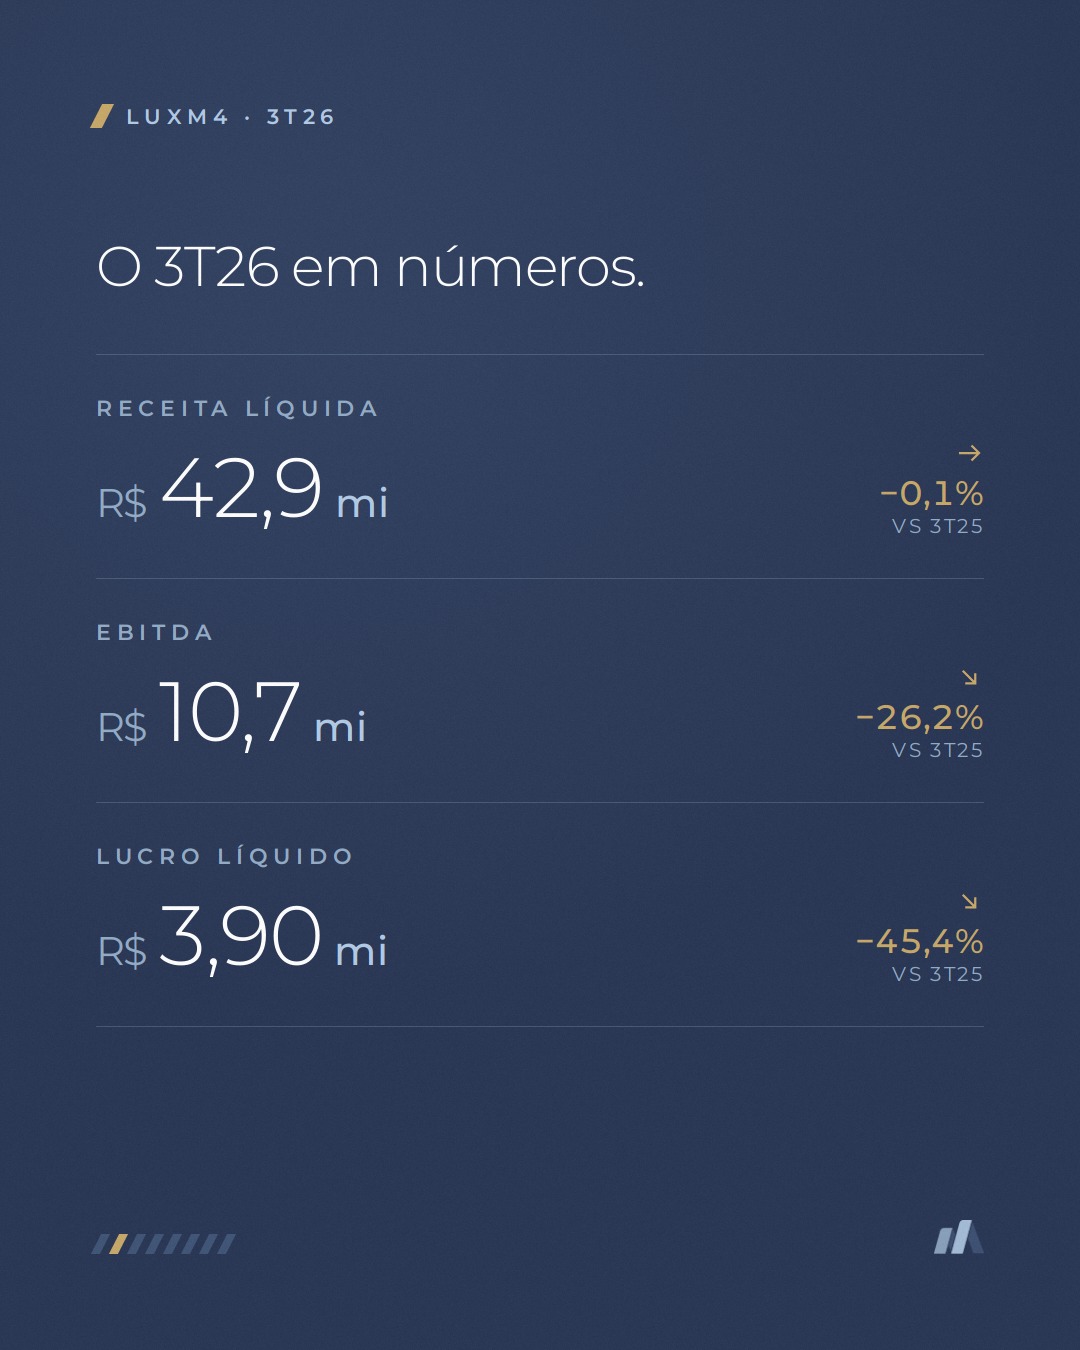 LUXM4 · 3T26
O 3T26 em números.
RECEITA LÍQUIDA
R$ 42,9 mi
→
−0,1%
VS 3T25
EBITDA
R$ 10,7 mi
↘
−26,2%
VS 3T25
LUCRO LÍQUIDO
R$ 3,90 mi
↘
−45,4%
VS 3T25